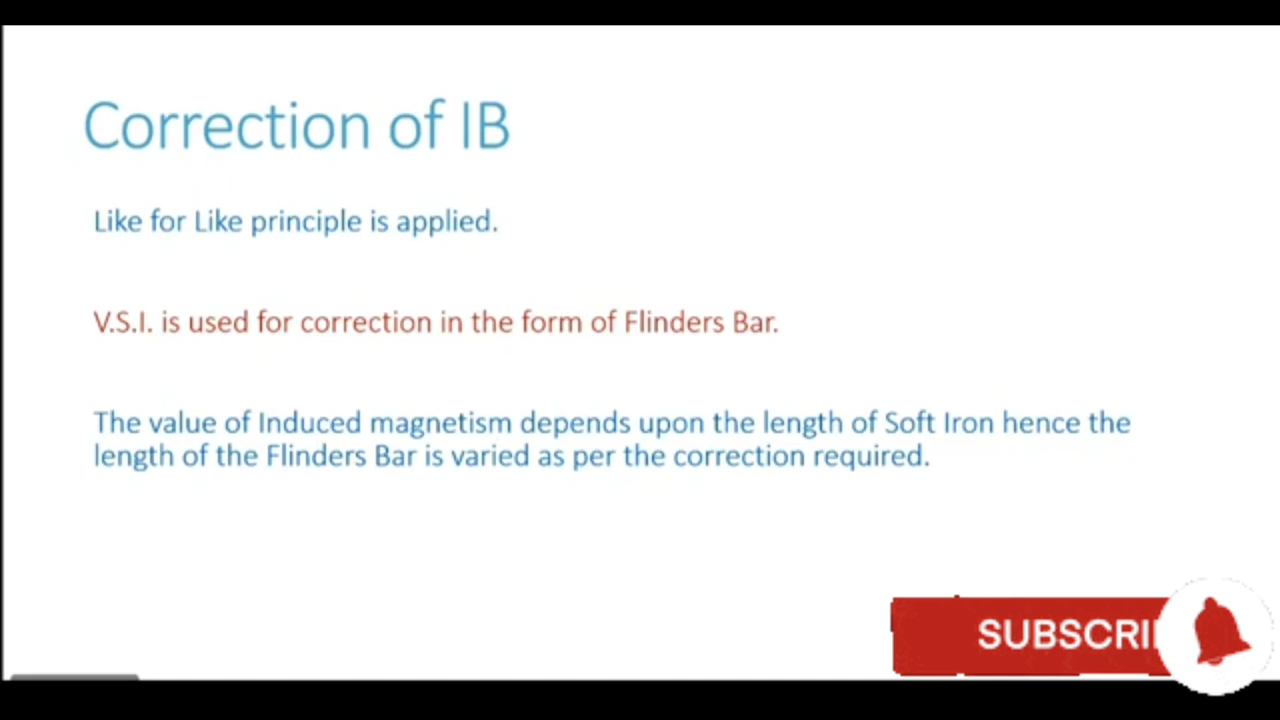 Correction of IB
Like for Like principle is applied.
V.S.I. is used for correction in the form of Flinders Bar.
The value of Induced magnetism depends upon the length of Soft Iron hence the
length of the Flinders Bar is varied as per the correction required.
SUBSCRI